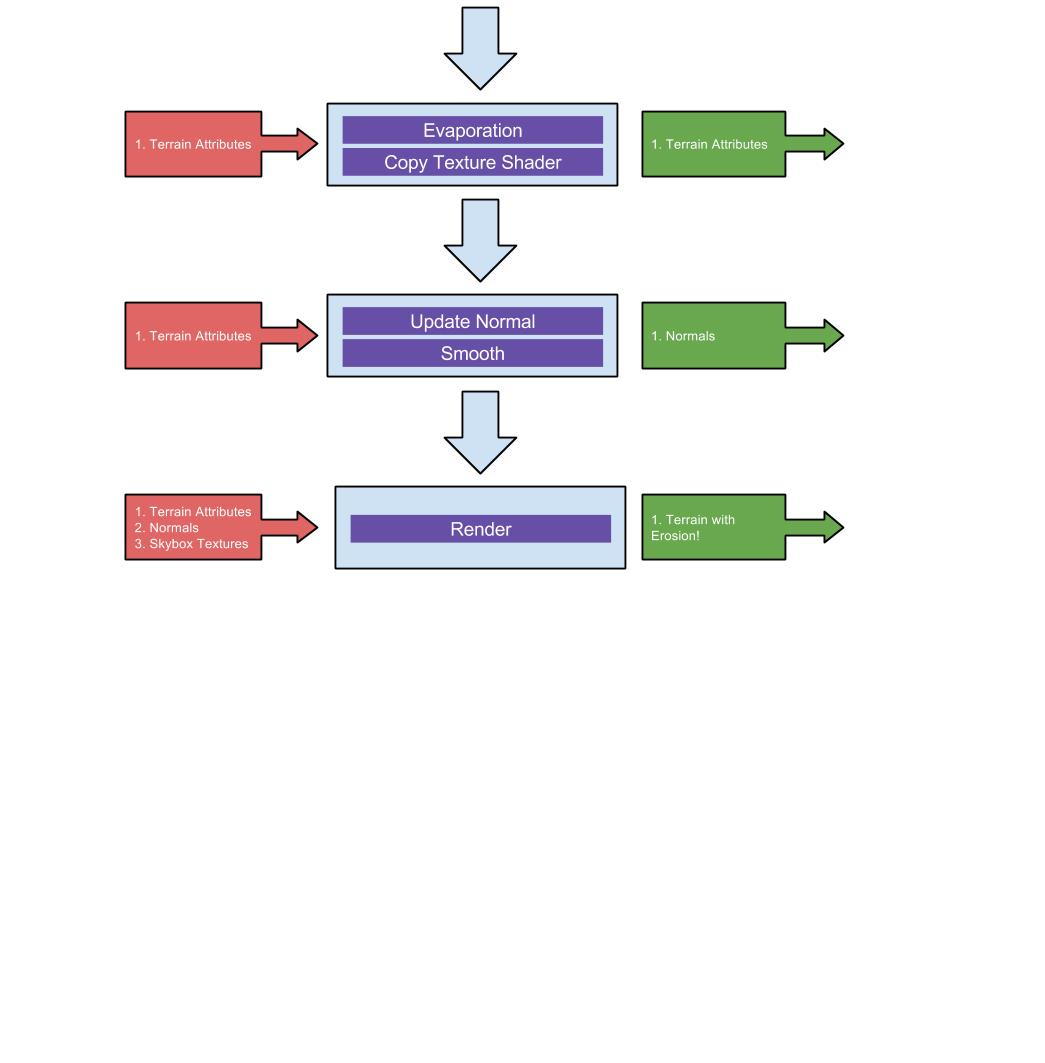 1. Terrain Attributes
Evaporation
Copy Texture Shader
1. Terrain Attributes
1. Terrain Attributes
Update Normal
Smooth
1. Normals
1. Terrain Attributes
2. Normals
3. Skybox Textures
Render
1. Terrain with
Erosion!